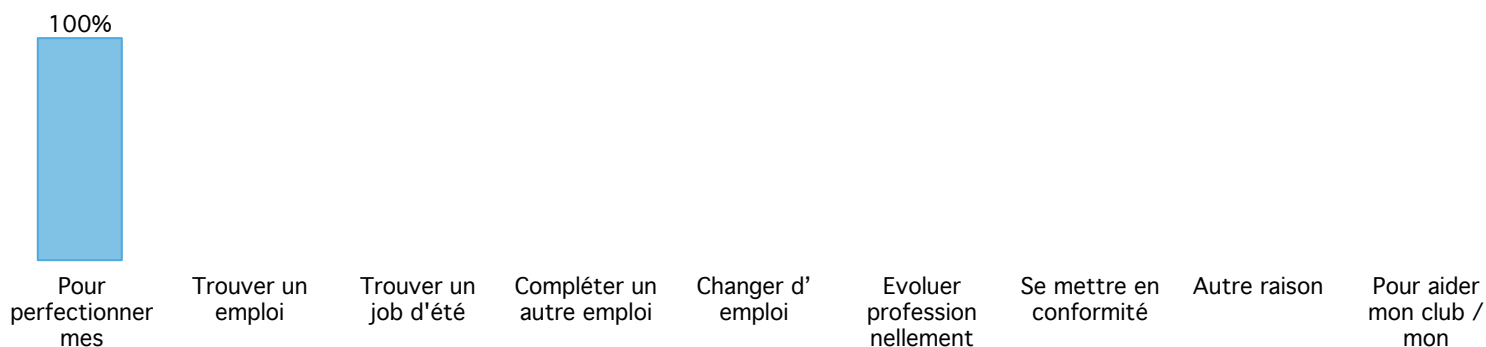 100%
Pour
perfectionner
mes
Trouver un
emploi
Trouver un
job d'été
Compléter un
autre emploi
Changer d’
emploi
Evoluer
profession
nellement
Se mettre en
conformité
Autre raison
Pour aider
mon club /
mon